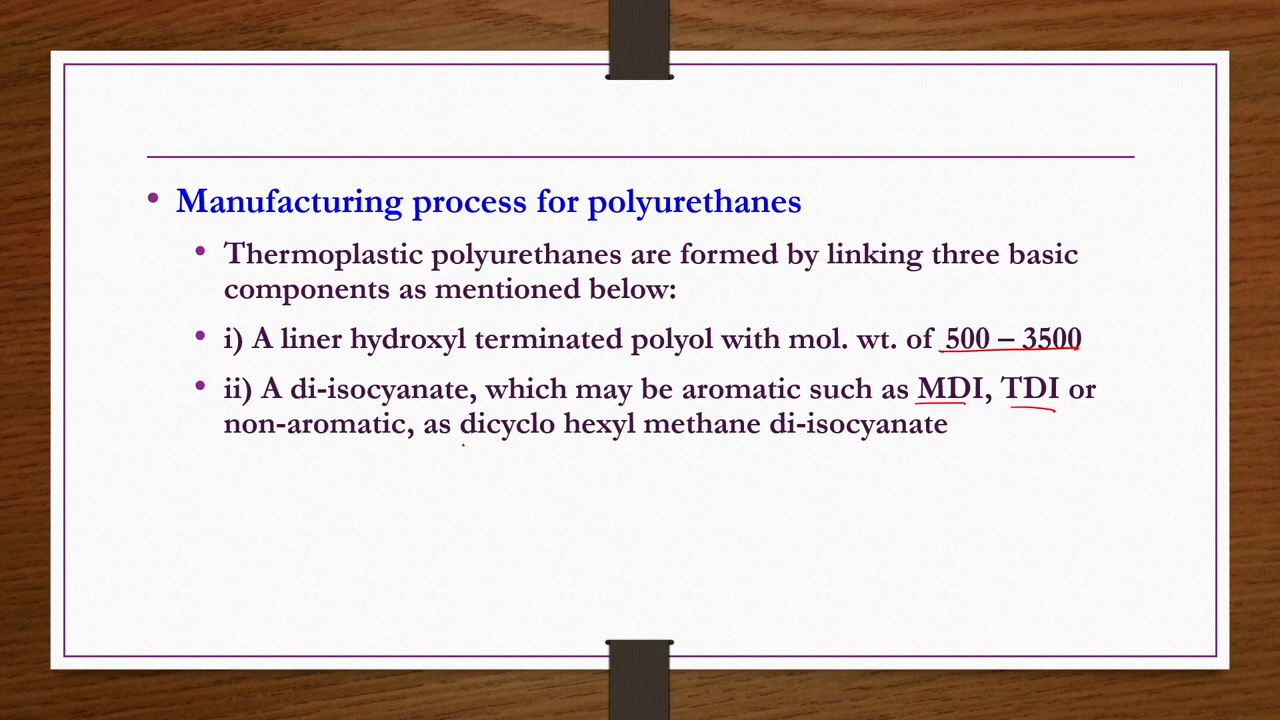 • Manufacturing process for polyurethanes
• Thermoplastic polyurethanes are formed by linking three basic
components as mentioned below:
• i) A liner hydroxyl terminated polyol with mol. wt. of 500 – 3500
• ii) A di-isocyanate, which may be aromatic such as MDI, TDI or
non-aromatic, as dicyclo hexyl methane di-isocyanate